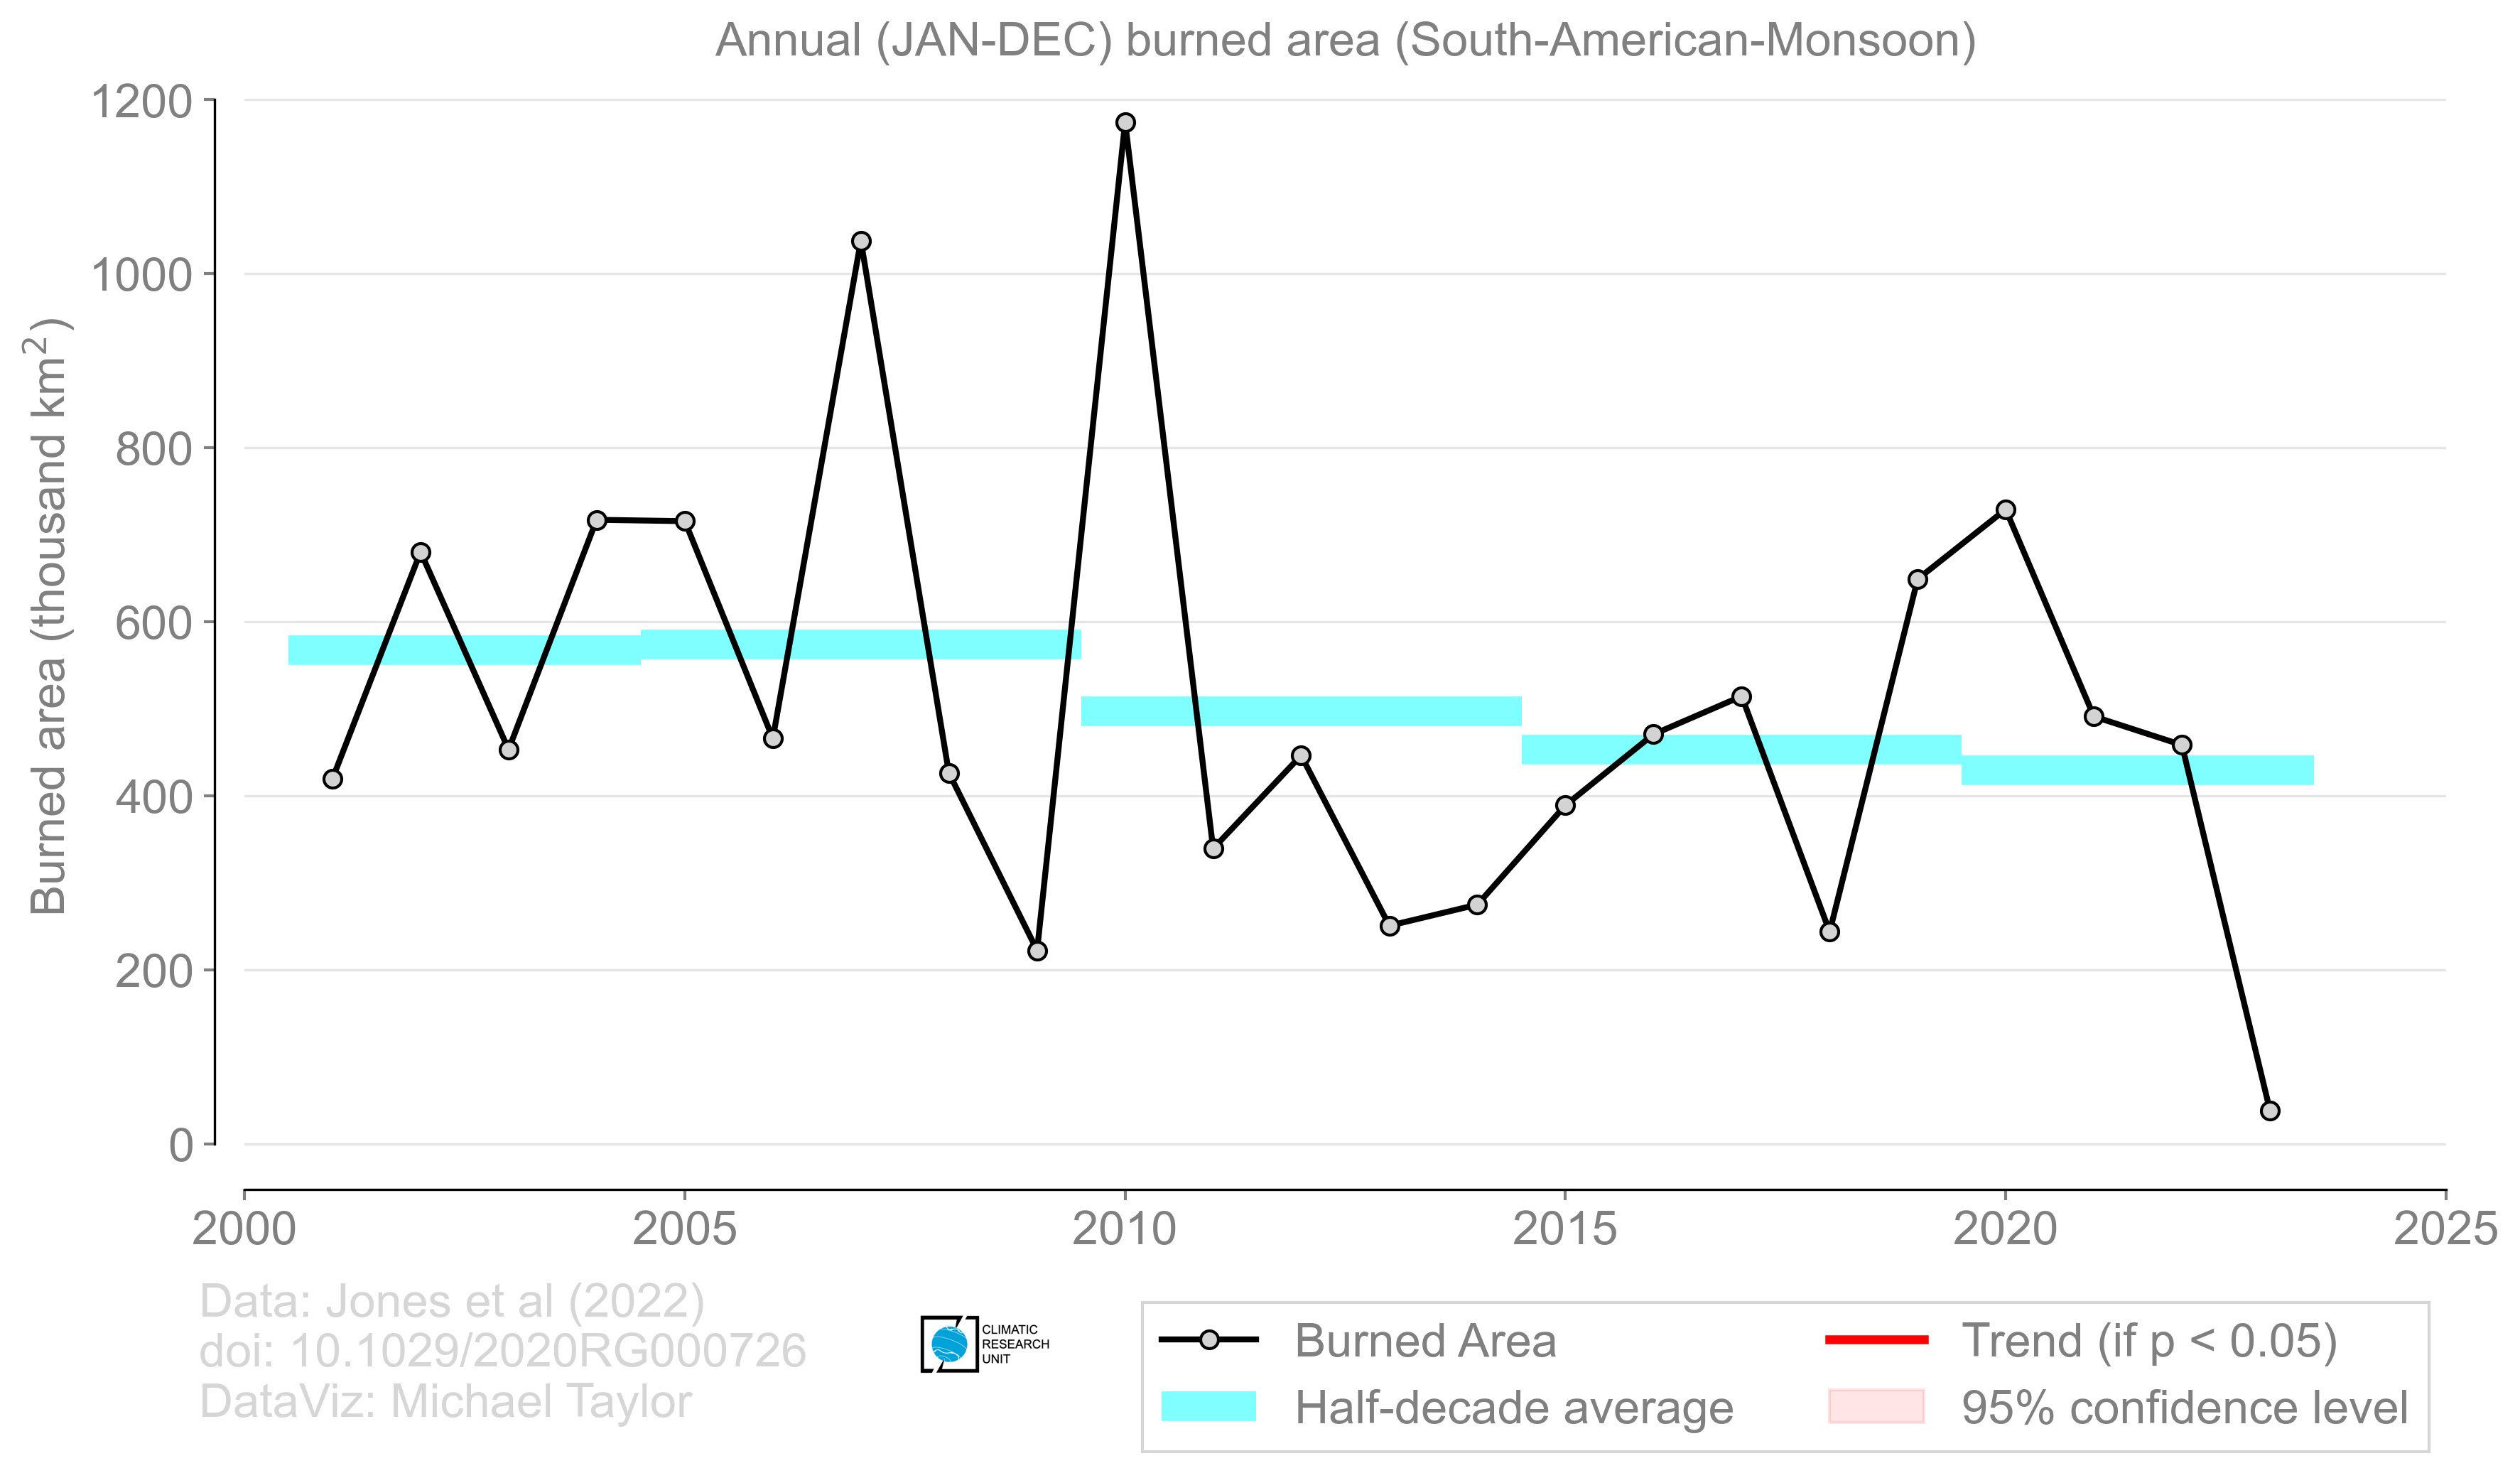 Annual (JAN-DEC) burned area (South-American-Monsoon)
Burned area (thousand km²)
1200
1000
800
600
400
200
0
2000 2005 2010 2015 2020 2025
Data: Jones et al (2022)
doi: 10.1029/2020RG000726
DataViz: Michael Taylor
CLIMATIC
RESEARCH
UNIT
Burned Area
Half-decade average
Trend (if p < 0.05)
95% confidence level